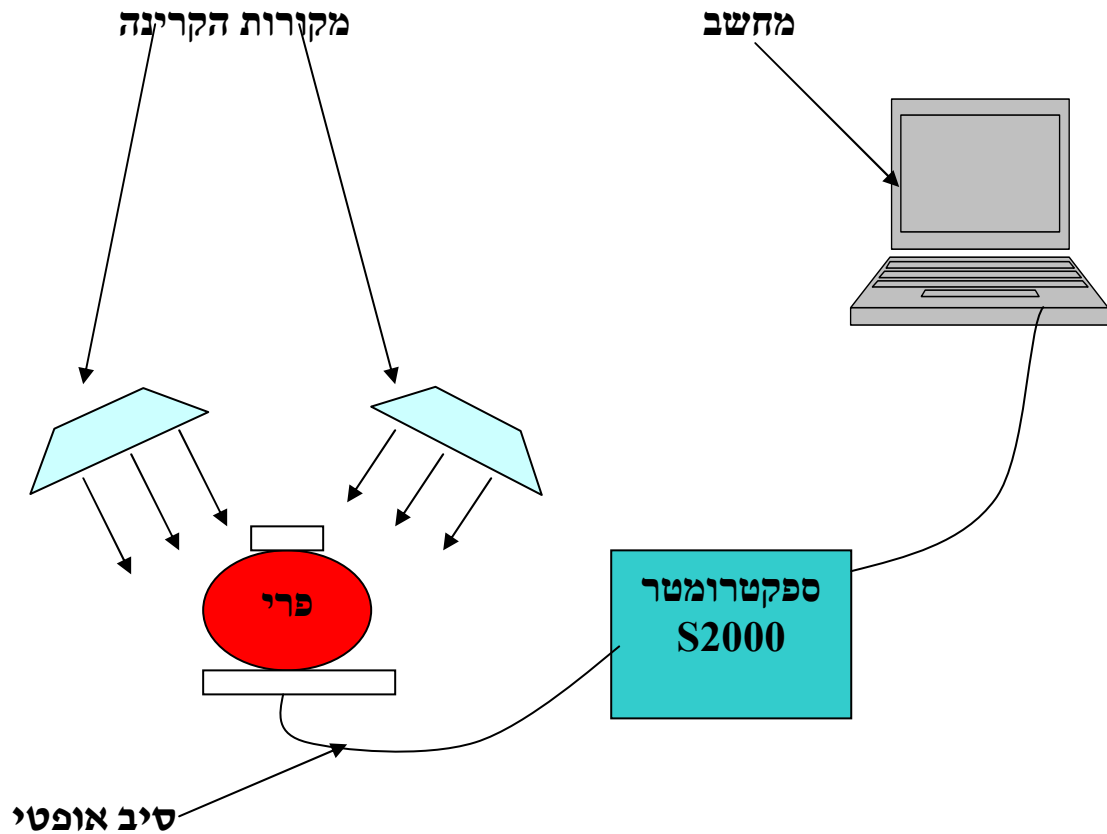 מקורות הקרינה
מחשב
פרי
ספקטרומטר
S2000
סיב אופטי